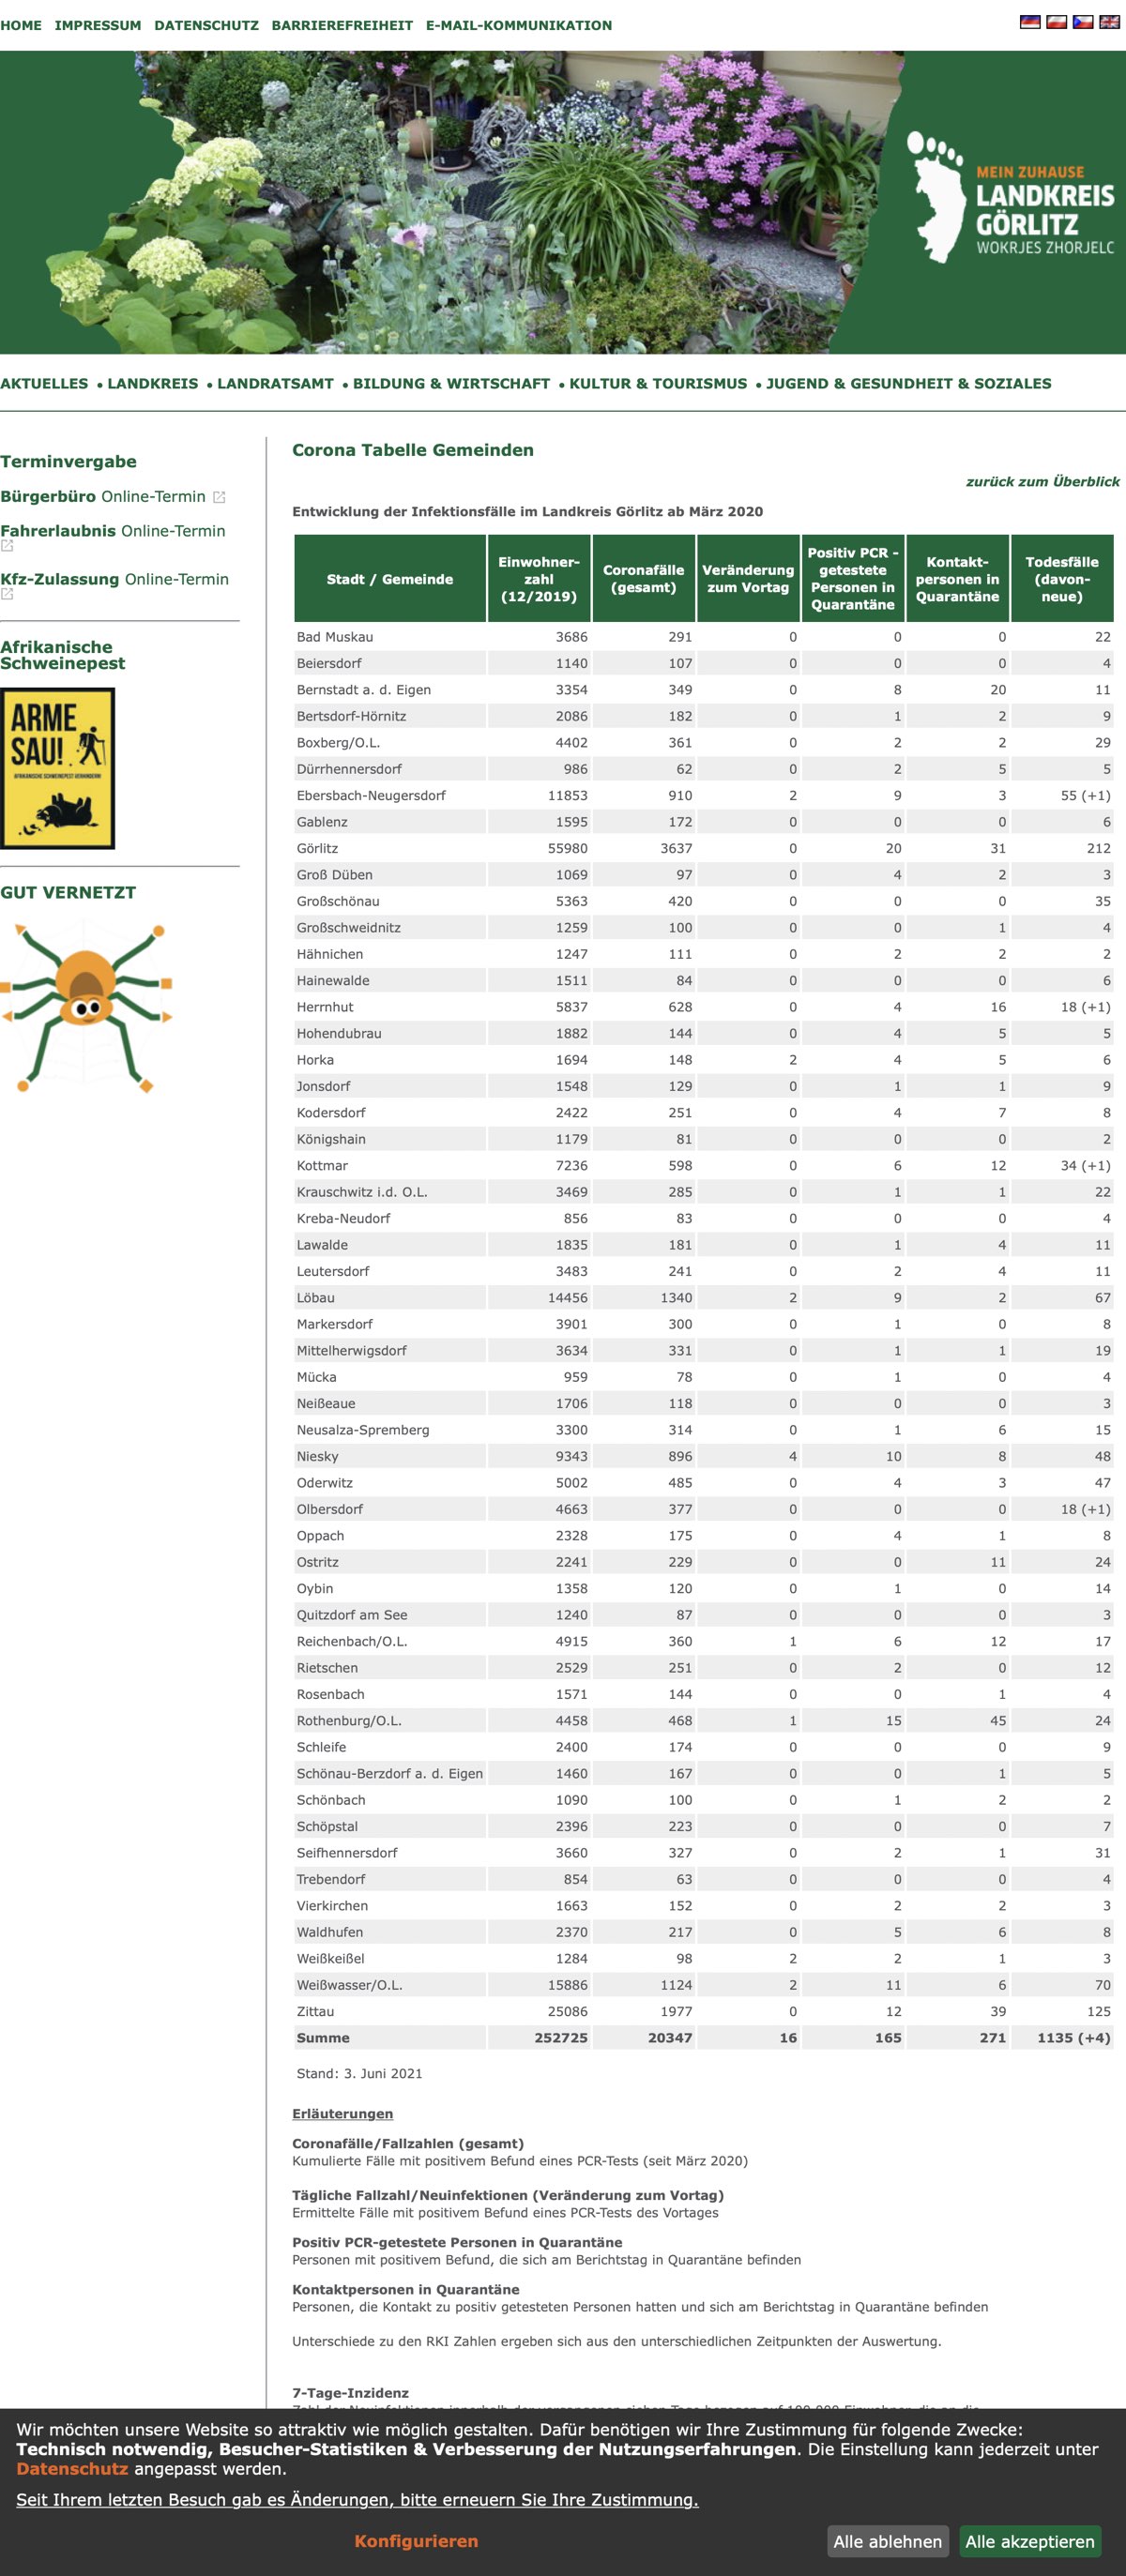 HOME IMPRESSUM DATENSCHUTZ BARRIEREFREIHEIT E-MAIL-KOMMUNIKATION
MEIN ZUHAUSE
LANDKREIS
GÖRLITZ
WOKRJES ZHORJELC
AKTUELLES • LANDKREIS • LANDRATSAMT • BILDUNG & WIRTSCHAFT • KULTUR & TOURISMUS • JUGEND & GESUNDHEIT & SOZIALES
Terminvergabe
Bürgerbüro Online-Termin
Fahrerlaubnis Online-Termin
Kfz-Zulassung Online-Termin
Afrikanische
Schweinepest
ARME
SAU!
AFRIKANISCHE SCHWEINEPEST VERHINDERN!
GUT VERNETZT
Corona Tabelle Gemeinden
zurück zum Überblick
Entwicklung der Infektionsfälle im Landkreis Görlitz ab März 2020
Stadt / Gemeinde Einwohner-zahl (12/2019) Coronafälle (gesamt) Veränderung zum Vortag Positiv PCR - getestete Personen in Quarantäne Kontakt-personen in Quarantäne Todesfälle (davon-neue)
Bad Muskau 3686 291 0 0 0 22
Beiersdorf 1140 107 0 0 0 4
Bernstadt a. d. Eigen 3354 349 0 8 20 11
Bertsdorf-Hörnitz 2086 182 0 1 2 9
Boxberg/O.L. 4402 361 0 2 2 29
Dürrhennersdorf 986 62 0 2 5 5
Ebersbach-Neugersdorf 11853 910 2 9 3 55 (+1)
Gablenz 1595 172 0 0 0 6
Görlitz 55980 3637 0 20 31 212
Groß Düben 1069 97 0 4 2 3
Großschönau 5363 420 0 0 0 35
Großschweidnitz 1259 100 0 0 1 4
Hähnichen 1247 111 0 2 2 2
Hainewalde 1511 84 0 0 0 6
Herrnhut 5837 628 0 4 16 18 (+1)
Hohendubrau 1882 144 0 4 5 5
Horka 1694 148 2 4 5 6
Jonsdorf 1548 129 0 1 1 9
Kodersdorf 2422 251 0 4 7 8
Königshain 1179 81 0 0 0 2
Kottmar 7236 598 0 6 12 34 (+1)
Krauschwitz i.d. O.L. 3469 285 0 1 1 22
Kreba-Neudorf 856 83 0 0 0 4
Lawalde 1835 181 0 1 4 11
Leutersdorf 3483 241 0 2 4 11
Löbau 14456 1340 2 9 2 67
Markersdorf 3901 300 0 1 0 8
Mittelherwigsdorf 3634 331 0 1 1 19
Mücka 959 78 0 1 0 4
Neißeaue 1706 118 0 0 0 3
Neusalza-Spremberg 3300 314 0 1 6 15
Niesky 9343 896 4 10 8 48
Oderwitz 5002 485 0 4 3 47
Olbersdorf 4663 377 0 0 0 18 (+1)
Oppach 2328 175 0 4 1 8
Ostritz 2241 229 0 0 11 24
Oybin 1358 120 0 1 0 14
Quitzdorf am See 1240 87 0 0 0 3
Reichenbach/O.L. 4915 360 1 6 12 17
Rietschen 2529 251 0 2 0 12
Rosenbach 1571 144 0 0 1 4
Rothenburg/O.L. 4458 468 1 15 45 24
Schleife 2400 174 0 0 0 9
Schönau-Berzdorf a. d. Eigen 1460 167 0 0 1 5
Schönbach 1090 100 0 1 2 2
Schöpstal 2396 223 0 0 0 7
Seifhennersdorf 3660 327 0 2 1 31
Trebendorf 854 63 0 0 0 4
Vierkirchen 1663 152 0 2 2 3
Waldhufen 2370 217 0 5 6 8
Weißkeißel 1284 98 2 2 1 3
Weißwasser/O.L. 15886 1124 2 11 6 70
Zittau 25086 1977 0 12 39 125
Summe 252725 20347 16 165 271 1135 (+4)
Stand: 3. Juni 2021
Erläuterungen
Coronafälle/Fallzahlen (gesamt)
Kumulierte Fälle mit positivem Befund eines PCR-Tests (seit März 2020)
Tägliche Fallzahl/Neuinfektionen (Veränderung zum Vortag)
Ermittelte Fälle mit positivem Befund eines PCR-Tests des Vortages
Positiv PCR-getestete Personen in Quarantäne
Personen mit positivem Befund, die sich am Berichtstag in Quarantäne befinden
Kontaktpersonen in Quarantäne
Personen, die Kontakt zu positiv getesteten Personen hatten und sich am Berichtstag in Quarantäne befinden
Unterschiede zu den RKI Zahlen ergeben sich aus den unterschiedlichen Zeitpunkten der Auswertung.
7-Tage-Inzidenz
Wir möchten unsere Website so attraktiv wie möglich gestalten. Dafür benötigen wir Ihre Zustimmung für folgende Zwecke:
Technisch notwendig, Besucher-Statistiken & Verbesserung der Nutzungserfahrungen. Die Einstellung kann jederzeit unter
Datenschutz angepasst werden.
Seit Ihrem letzten Besuch gab es Änderungen, bitte erneuern Sie Ihre Zustimmung.
Konfigurieren Alle ablehnen Alle akzeptieren